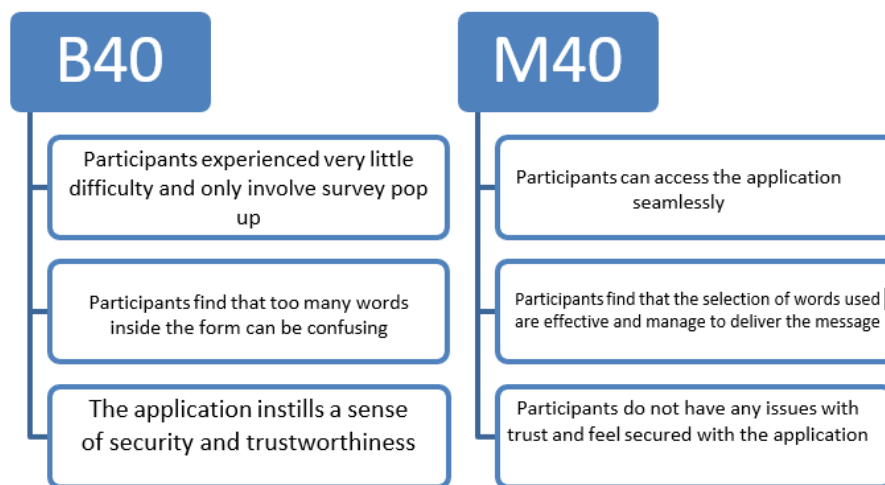 B40
Participants experienced very little
difficulty and only involve survey pop
up
Participants find that too many words
inside the form can be confusing
The application instills a sense
of security and trustworthiness
M40
Participants can access the application
seamlessly
Participants find that the selection of words used
are effective and manage to deliver the message
Participants do not have any issues with
trust and feel secured with the application